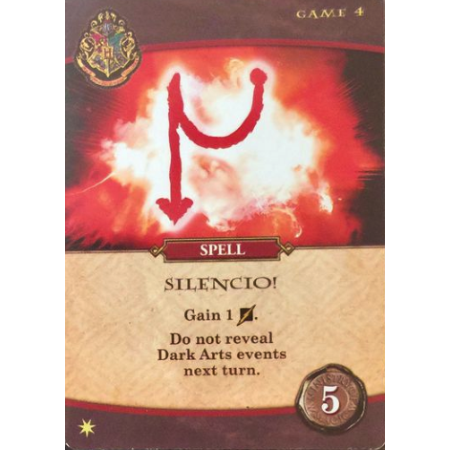 GAME 4
SPELL
SILENCIO!
Gain 1 .
Do not reveal
Dark Arts events
next turn.
5